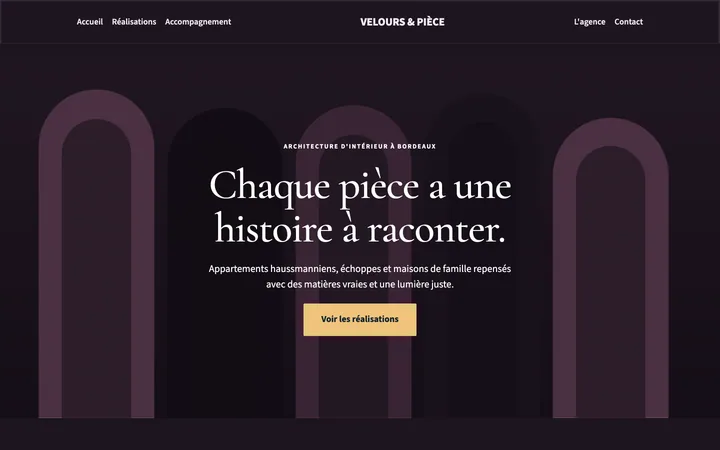 Accueil Réalisations Accompagnement VELOURS & PIÈCE L'agence Contact
ARCHITECTURE D'INTÉRIEUR À BORDEAUX
Chaque pièce a une
histoire à raconter.
Appartements haussmanniens, échoppes et maisons de famille repensés
avec des matières vraies et une lumière juste.
Voir les réalisations